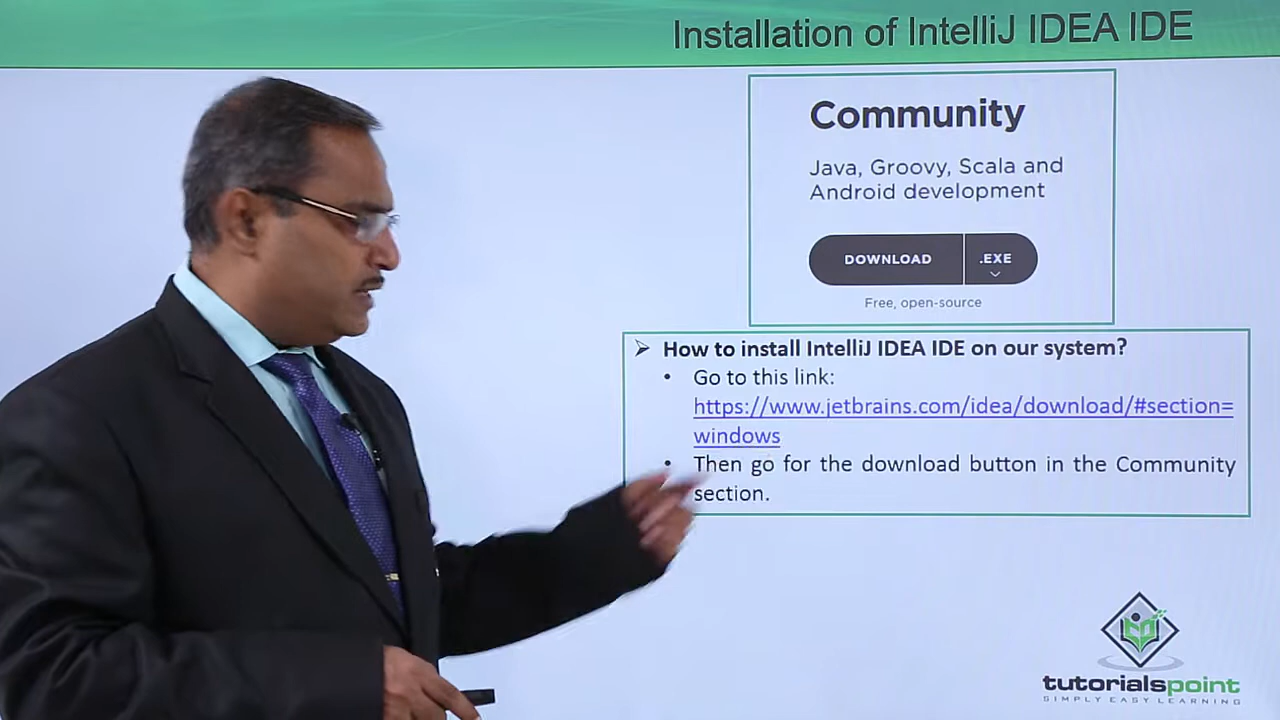 Installation of IntelliJ IDEA IDE
Community
Java, Groovy, Scala and
Android development
DOWNLOAD .EXE
Free, open-source
➢ How to install IntelliJ IDEA IDE on our system?
• Go to this link:
https://www.jetbrains.com/idea/download/#section=
windows
• Then go for the download button in the Community
section.
tutorialspoint
SIMPLY EASY LEARNING